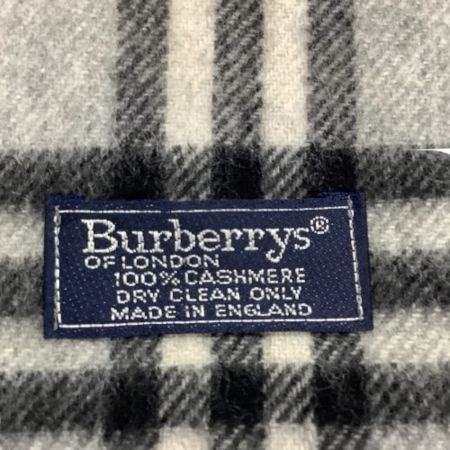 Burberrys®
OF LONDON
100% CASHMERE
DRY CLEAN ONLY
MADE IN ENGLAND